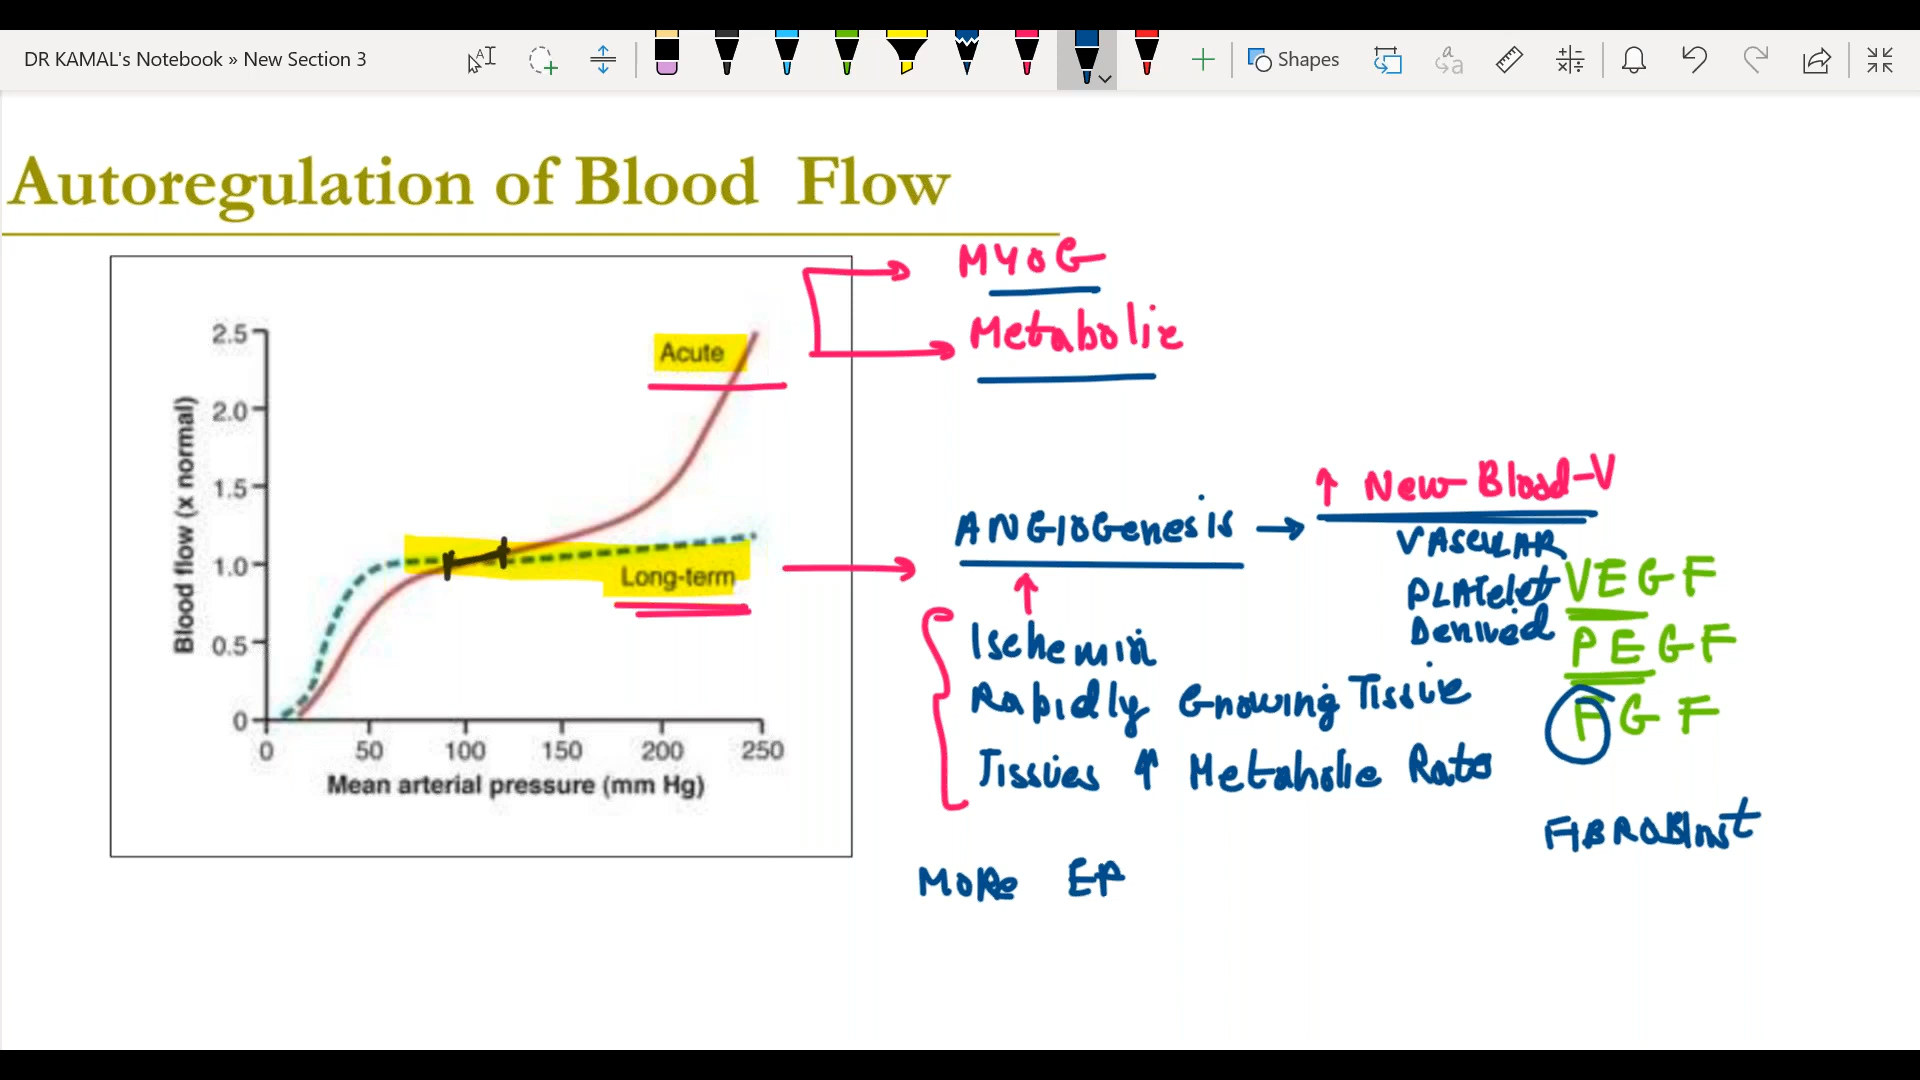 DR KAMAL's Notebook » New Section 3
Shapes
Autoregulation of Blood Flow
MYOG
Metabolic
Acute
Long-term
2.5
2.0
1.5
1.0
0.5
0
0 50 100 150 200 250
Blood flow (x normal)
Mean arterial pressure (mm Hg)
ANGIOGenesis → ↑ New-Blood-V
VASCULAR VEGF
PLAtelet
Derived PEGF
FGF
FIBROBlast
↑
Ischemia
Rapidly Growing Tissue
Tissues ↑ Metabolic Rate
MoRe EF